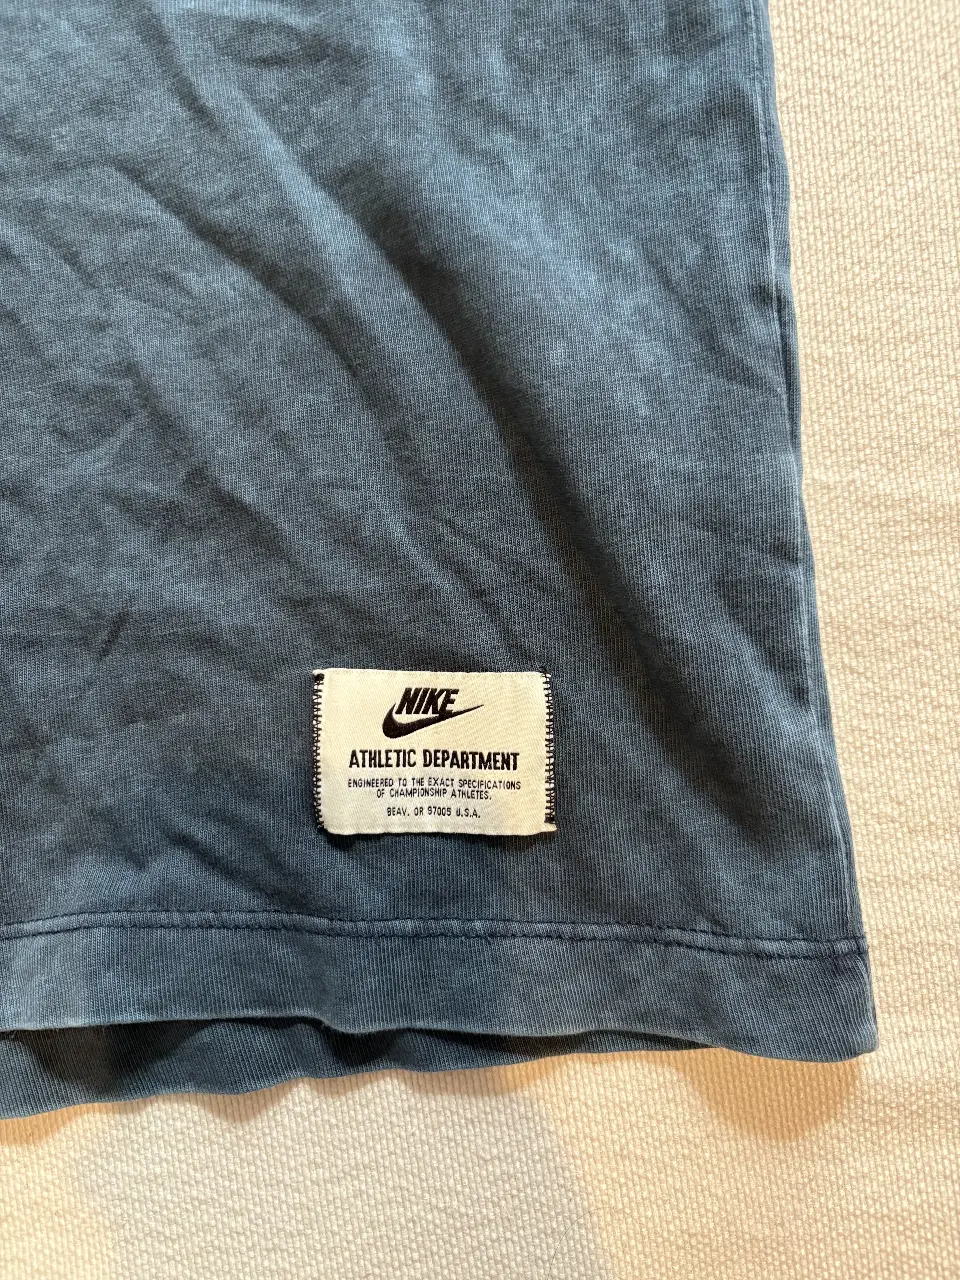 NIKE
ATHLETIC DEPARTMENT
ENGINEERED TO THE EXACT SPECIFICATIONS
OF CHAMPIONSHIP ATHLETES.
BEAV. OR 97005 U.S.A.